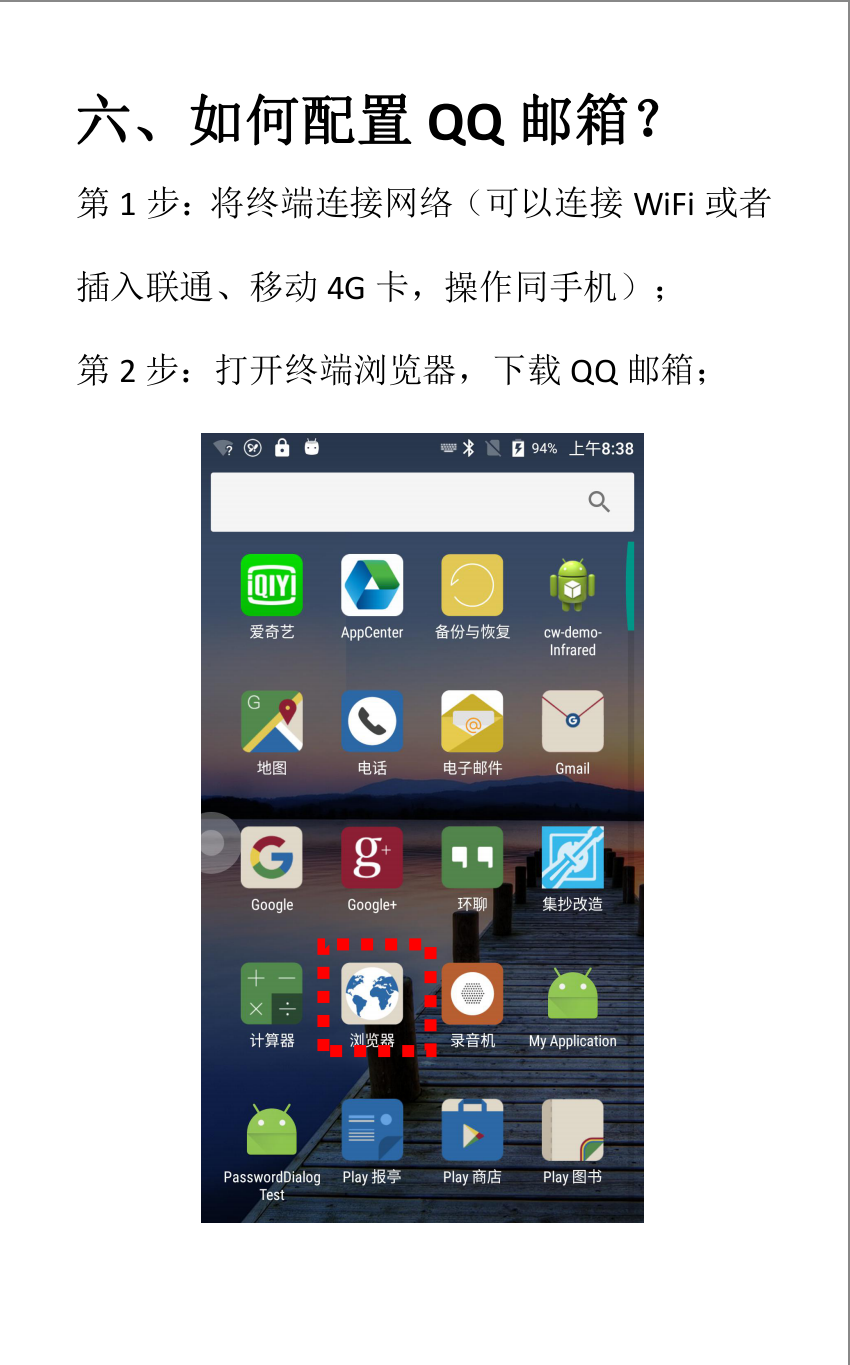 六、如何配置 QQ 邮箱？
第 1 步：将终端连接网络（可以连接 WiFi 或者
插入联通、移动 4G 卡，操作同手机）；
第 2 步：打开终端浏览器，下载 QQ 邮箱；
94% 上午8:38
iQIYI
爱奇艺 AppCenter 备份与恢复 cw-demo-
Infrared
G @ G
地图 电话 电子邮件 Gmail
G g+
Google Google+ 环聊 集抄改造
+ − × ÷
计算器 浏览器 录音机 My Application
PasswordDialog Play 报亭 Play 商店 Play 图书
Test